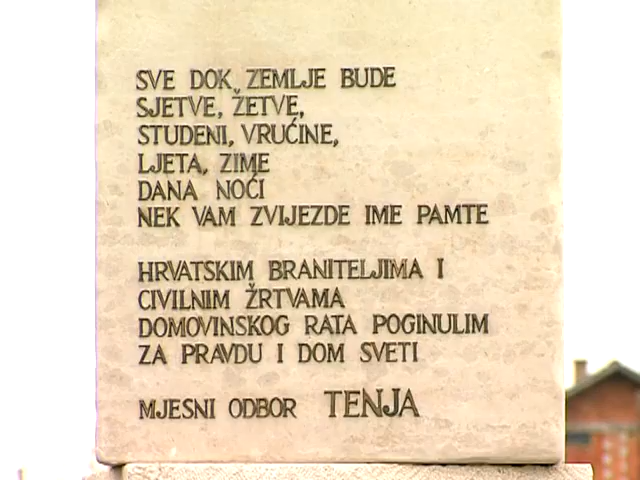 SVE DOK ZEMLJE BUDE
SJETVE, ŽETVE,
STUDENI, VRUĆINE,
LJETA, ZIME
DANA NOĆI
NEK VAM ZVIJEZDE IME PAMTE
HRVATSKIM BRANITELJIMA I
CIVILNIM ŽRTVAMA
DOMOVINSKOG RATA POGINULIM
ZA PRAVDU I DOM SVETI
MJESNI ODBOR TENJA